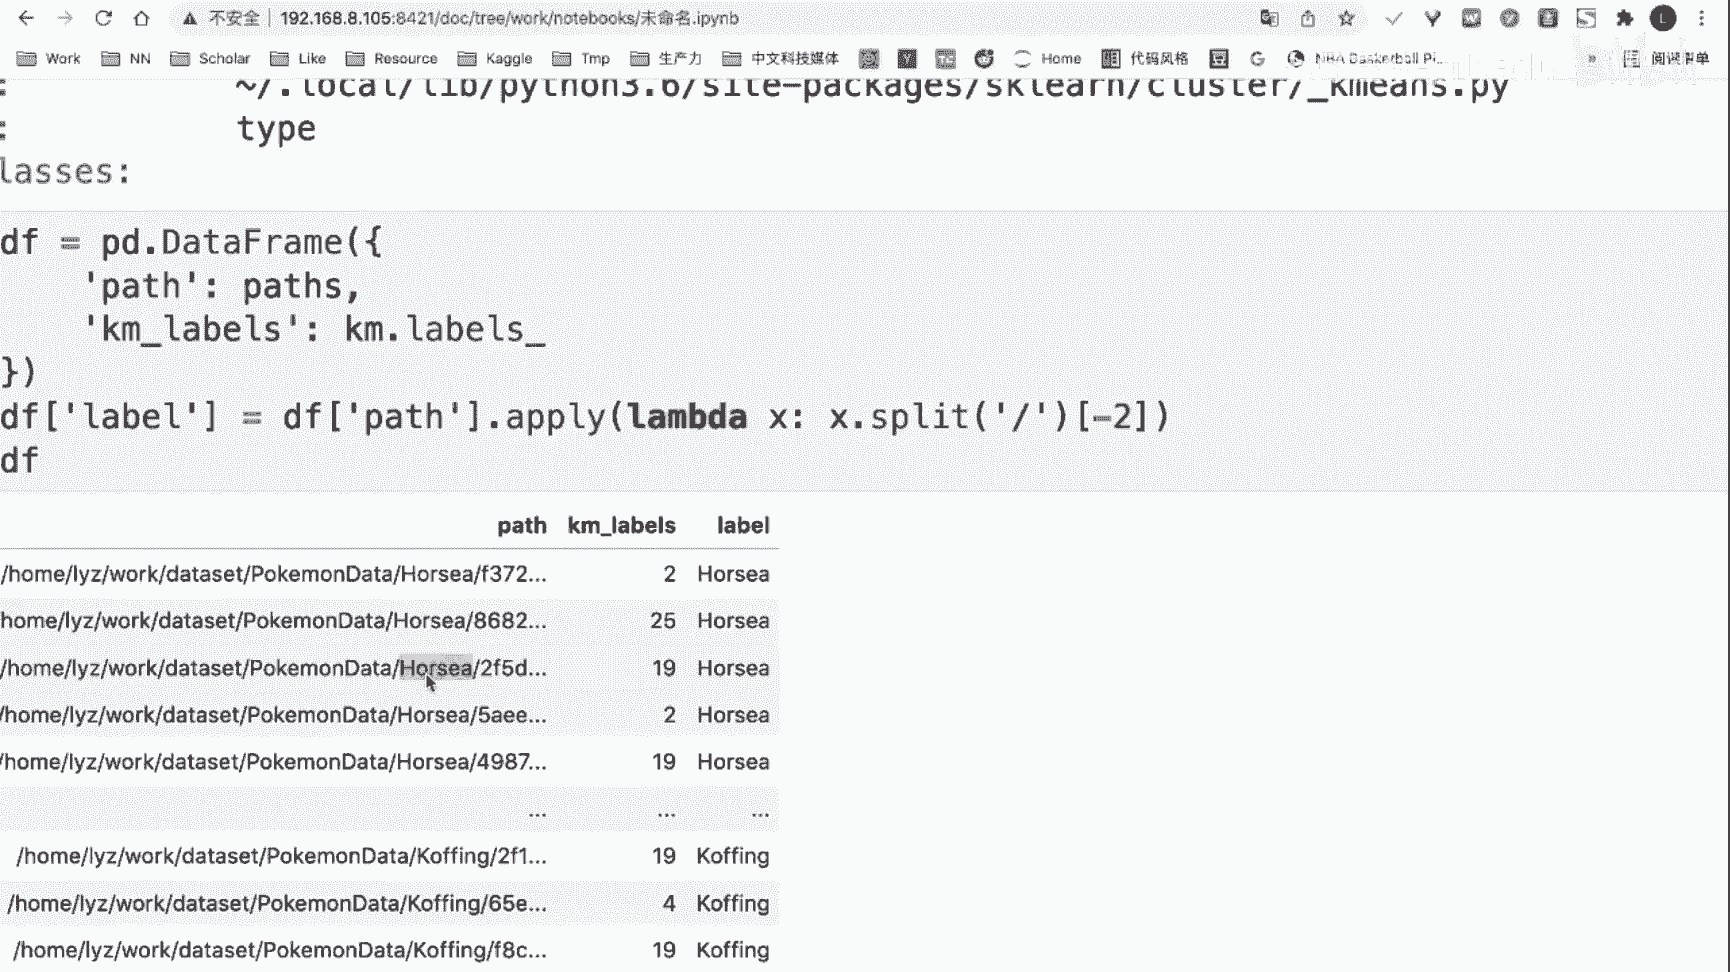 不安全 | 192.168.8.105:8421/doc/tree/work/notebooks/未命名.ipynb
Work NN Scholar Like Resource Kaggle Tmp 生产力 中文科技媒体 Home 代码风格 G NBA Basketball Pi... » 阅读清单
: ~/.local/lib/python3.6/site-packages/sklearn/cluster/_kmeans.py
: type
lasses:
df = pd.DataFrame({
'path': paths,
'km_labels': km.labels_
})
df['label'] = df['path'].apply(lambda x: x.split('/')[-2])
df
path km_labels label
/home/lyz/work/dataset/PokemonData/Horsea/f372... 2 Horsea
home/lyz/work/dataset/PokemonData/Horsea/8682... 25 Horsea
/home/lyz/work/dataset/PokemonData/Horsea/2f5d... 19 Horsea
/home/lyz/work/dataset/PokemonData/Horsea/5aee... 2 Horsea
/home/lyz/work/dataset/PokemonData/Horsea/4987... 19 Horsea
... ... ...
/home/lyz/work/dataset/PokemonData/Koffing/2f1... 19 Koffing
/home/lyz/work/dataset/PokemonData/Koffing/65e... 4 Koffing
/home/lyz/work/dataset/PokemonData/Koffing/f8c... 19 Koffing